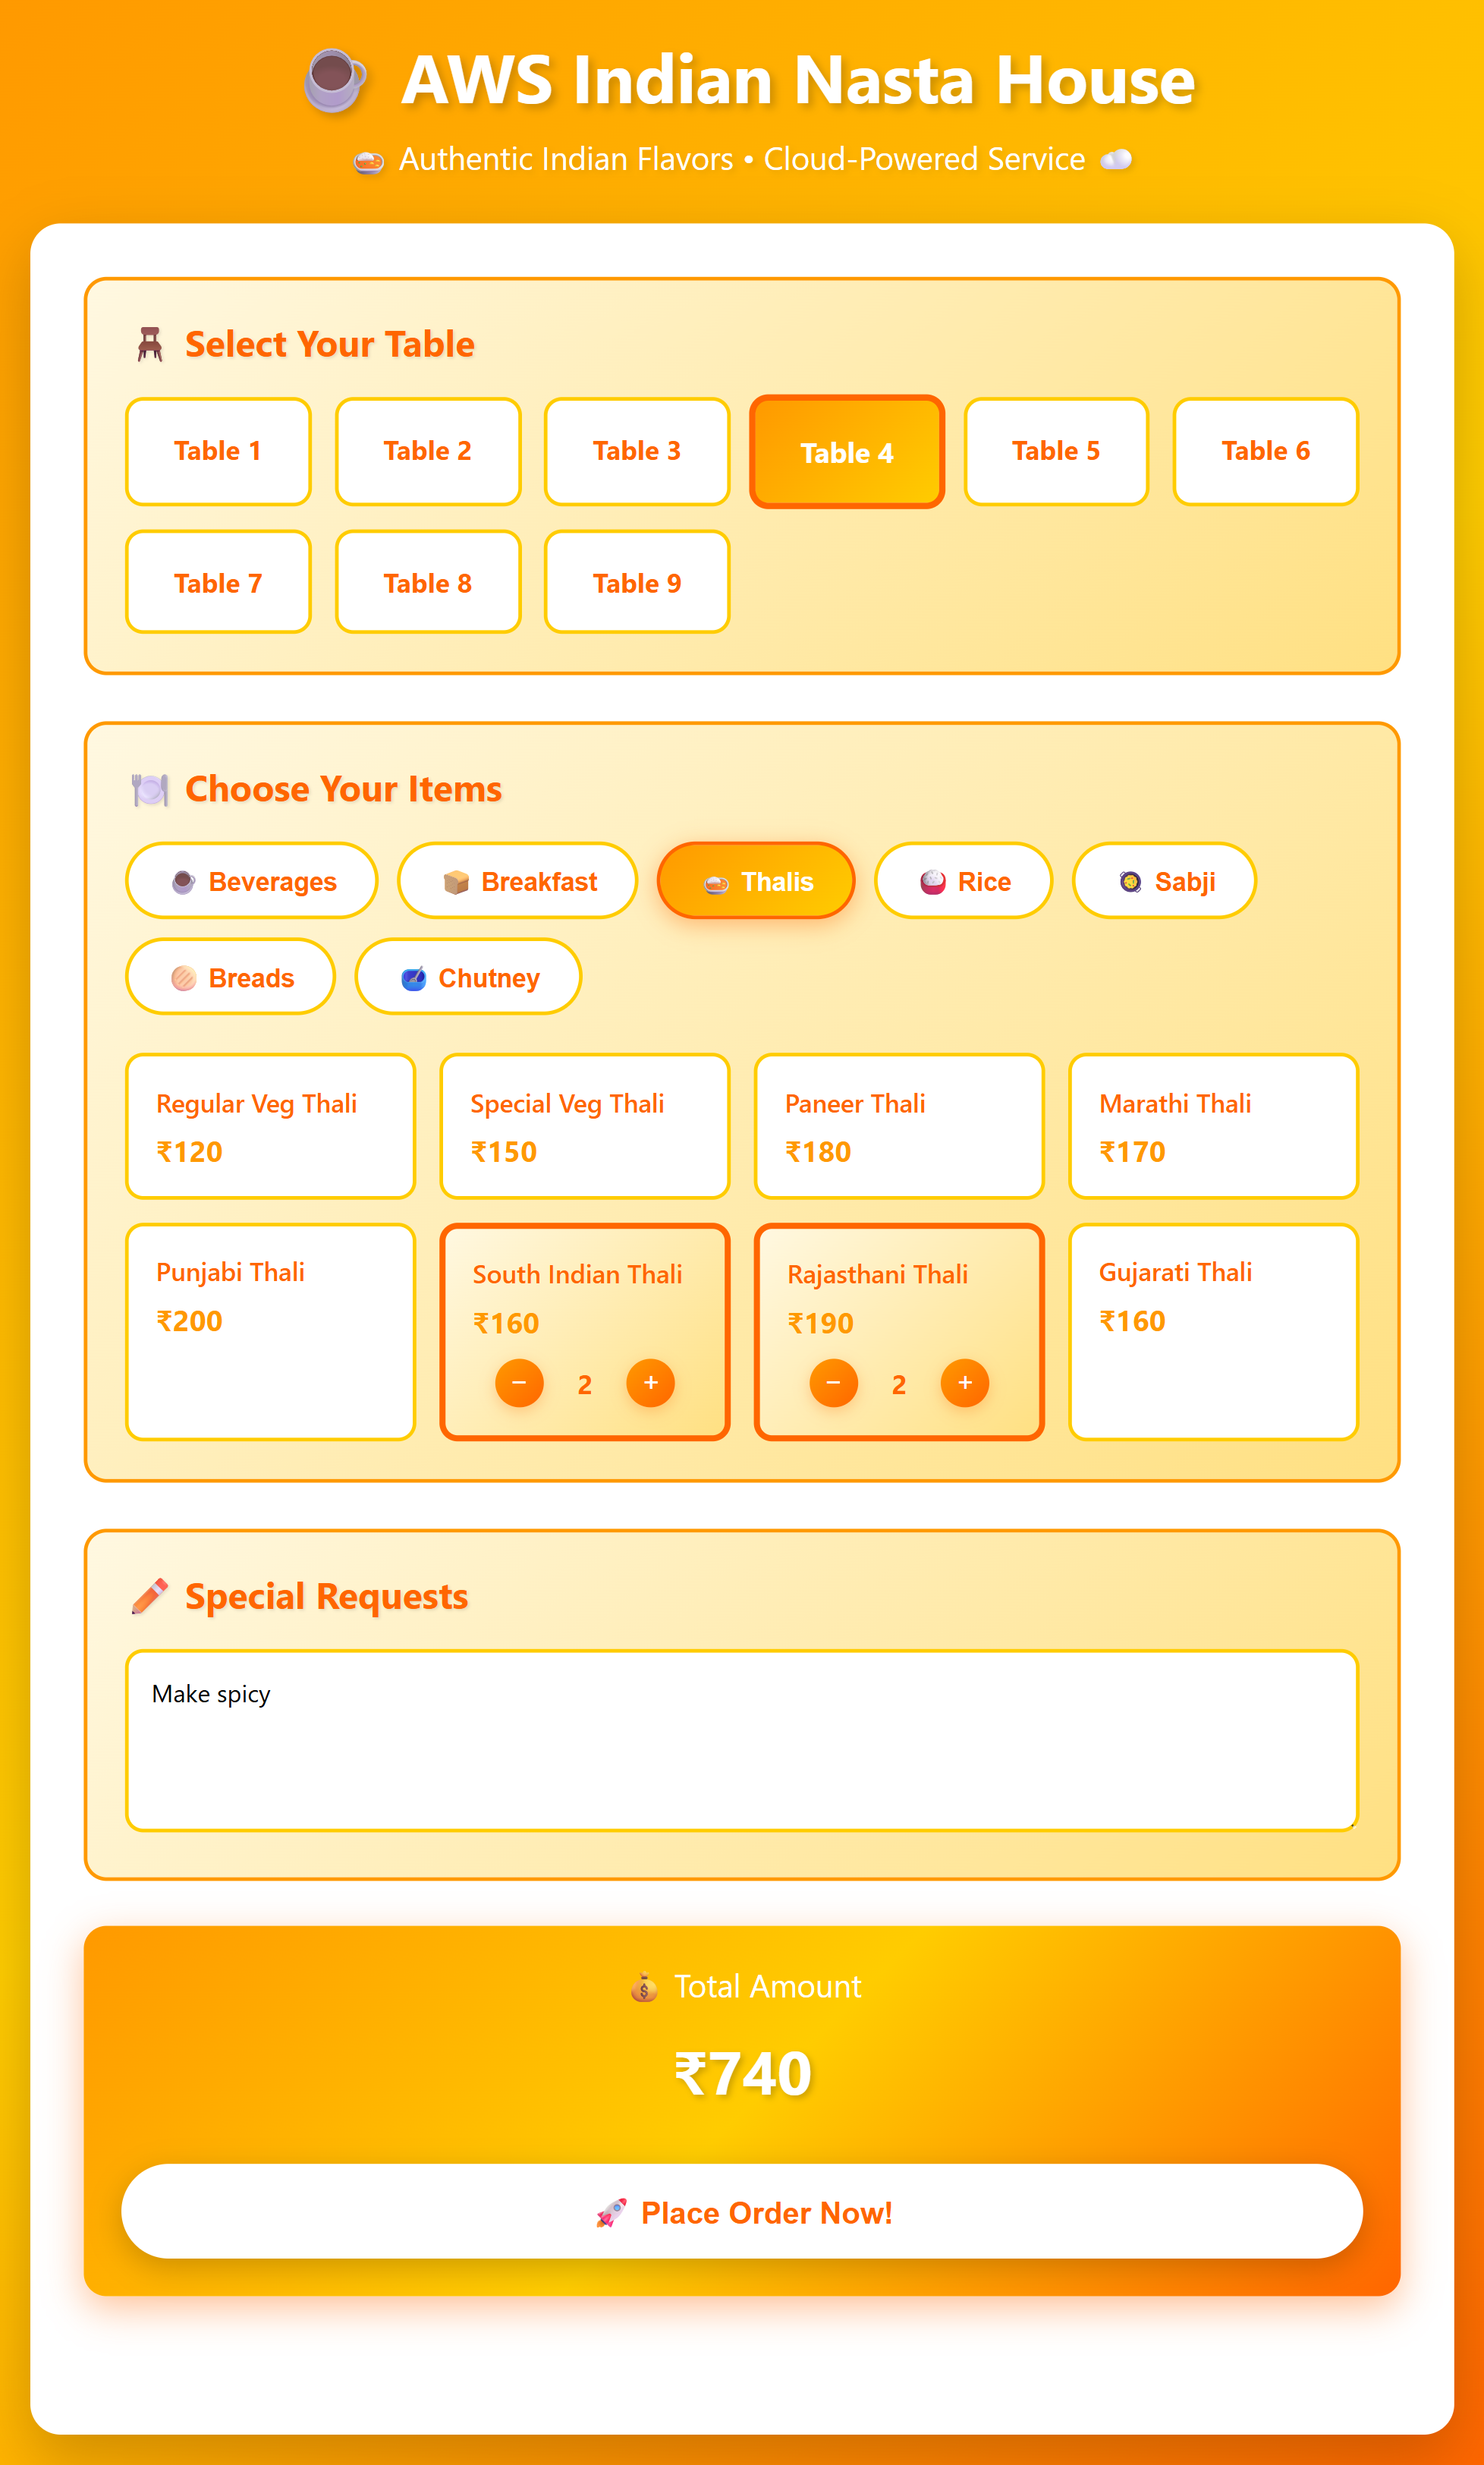 AWS Indian Nasta House
Authentic Indian Flavors • Cloud-Powered Service
Select Your Table
Table 1 Table 2 Table 3 Table 4 Table 5 Table 6
Table 7 Table 8 Table 9
Choose Your Items
Beverages Breakfast Thalis Rice Sabji
Breads Chutney
Regular Veg Thali Special Veg Thali Paneer Thali Marathi Thali
₹120 ₹150 ₹180 ₹170
Punjabi Thali South Indian Thali Rajasthani Thali Gujarati Thali
₹200 ₹160 ₹190 ₹160
− 2 + − 2 +
Special Requests
Make spicy
Total Amount
₹740
Place Order Now!